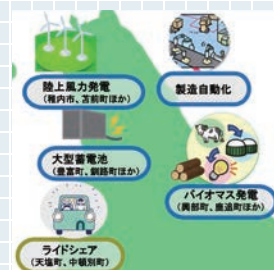 陸上風力発電
(稚内市、苫前町ほか)
製造自動化
大型蓄電池
(豊富町、釧路町ほか)
バイオマス発電
(興部町、鹿追町ほか)
ライドシェア
(天塩町、中頓別町)